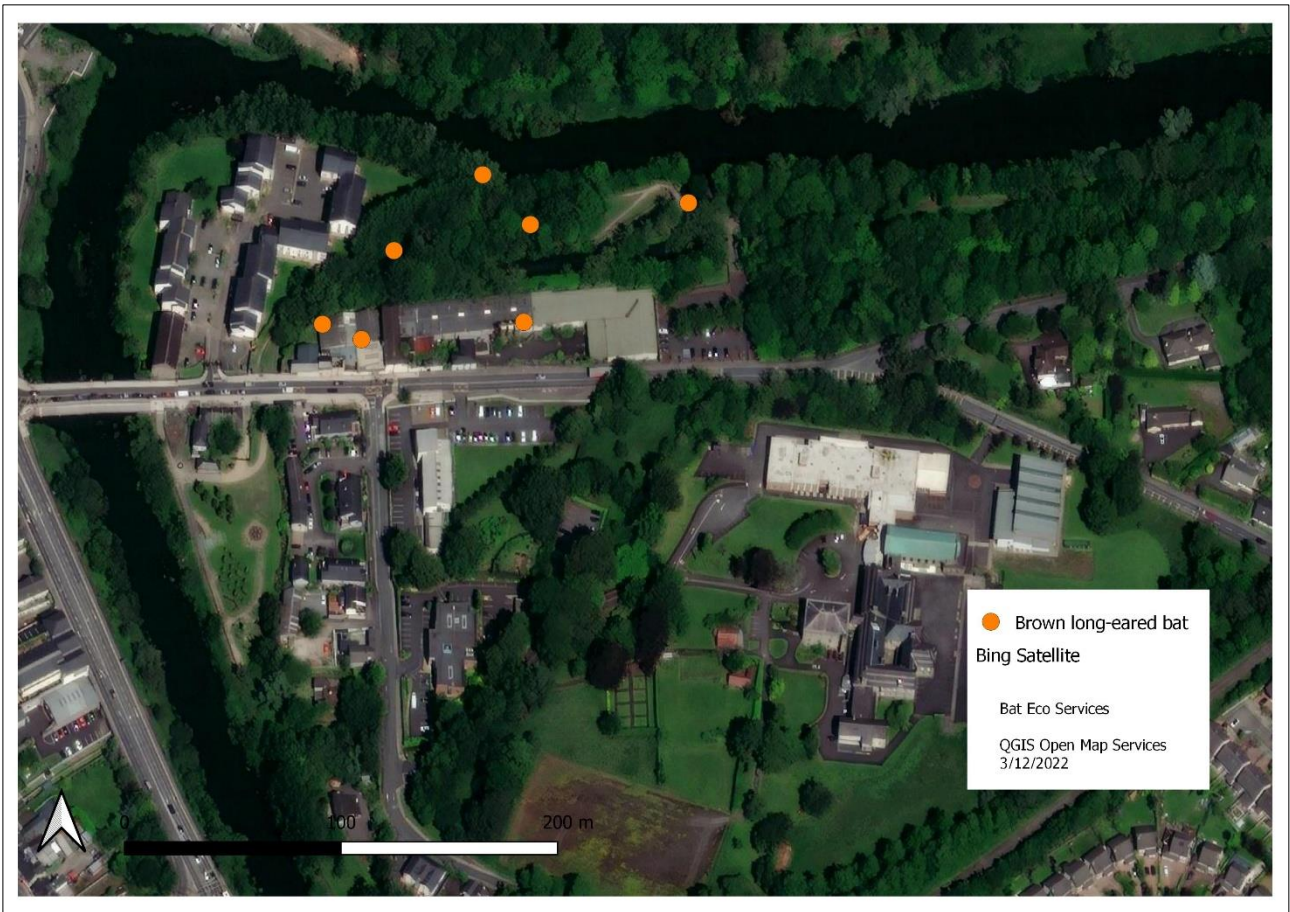 Brown long-eared bat
Bing Satellite
Bat Eco Services
QGIS Open Map Services
3/12/2022
0 100 200 m